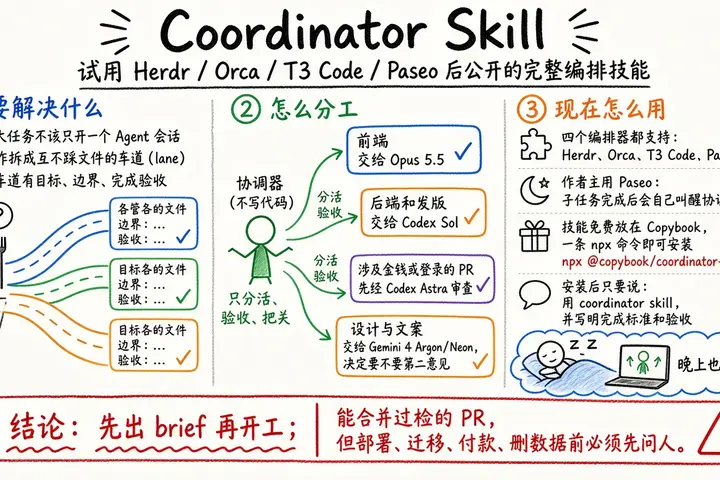 Coordinator Skill
试用 Herdr / Orca / T3 Code / Paseo 后公开的完整编排技能
要解决什么
大任务不该只开一个 Agent 会话
作拆成互不踩文件的车道 (lane)
车道有目标、边界、完成验收
各管各的文件
边界：...
验收：...
目标各的文件
边界：...
验收：...
目标各的文件
边界：...
验收：...
② 怎么分工
协调器
(不写代码)
只分活、
验收、把关
分活
验收
分活
验收
前端
交给 Opus 5.5
后端和发版
交给 Codex Sol
涉及金钱或登录的 PR
先经 Codex Astra 审查
设计与文案
交给 Gemini 4 Argon/Neon，
决定要不要第二意见
③ 现在怎么用
四个编排器都支持：
Herdr、Orca、T3 Code、Pa
作者主用 Paseo：
子任务完成后会自己叫醒协
技能免费放在 Copybook，
一条 npx 命令即可安装
npx @copybook/coordinator-
安装后只要说：
用 coordinator skill，
并写明完成标准和验收
z z z
晚上也
结论：先出 brief 再开工；
能合并过检的 PR，
但部署、迁移、付款、删数据前必须先问人。